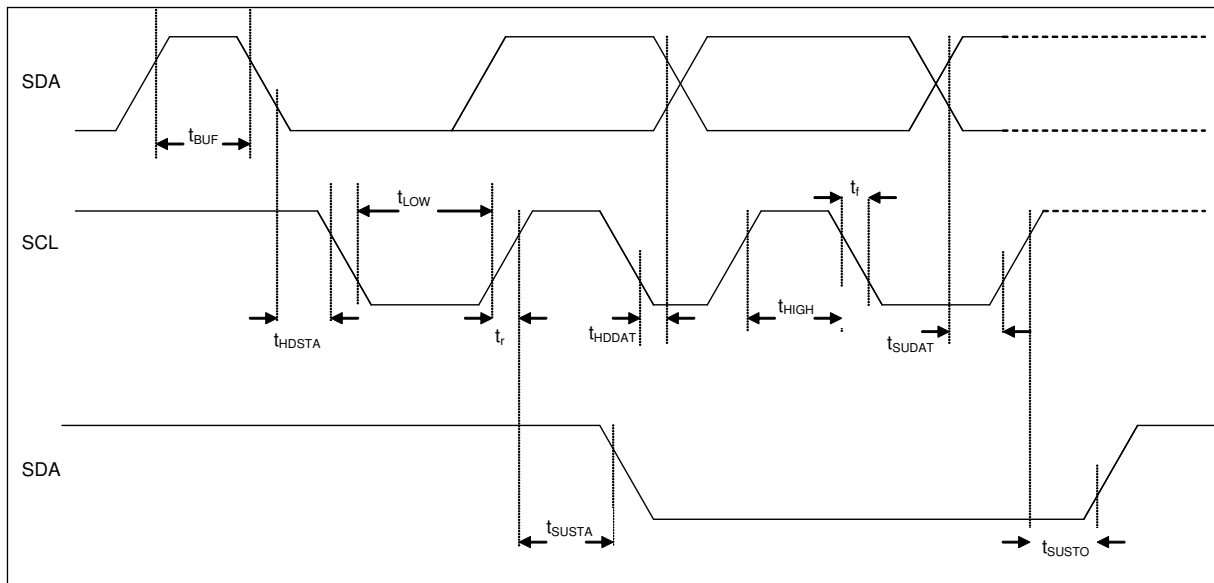 SDA
tBUF
tLOW
tf
SCL
tHDSTA
tr
tHDDAT
tHIGH
tSUDAT
SDA
tSUSTA
tSUSTO